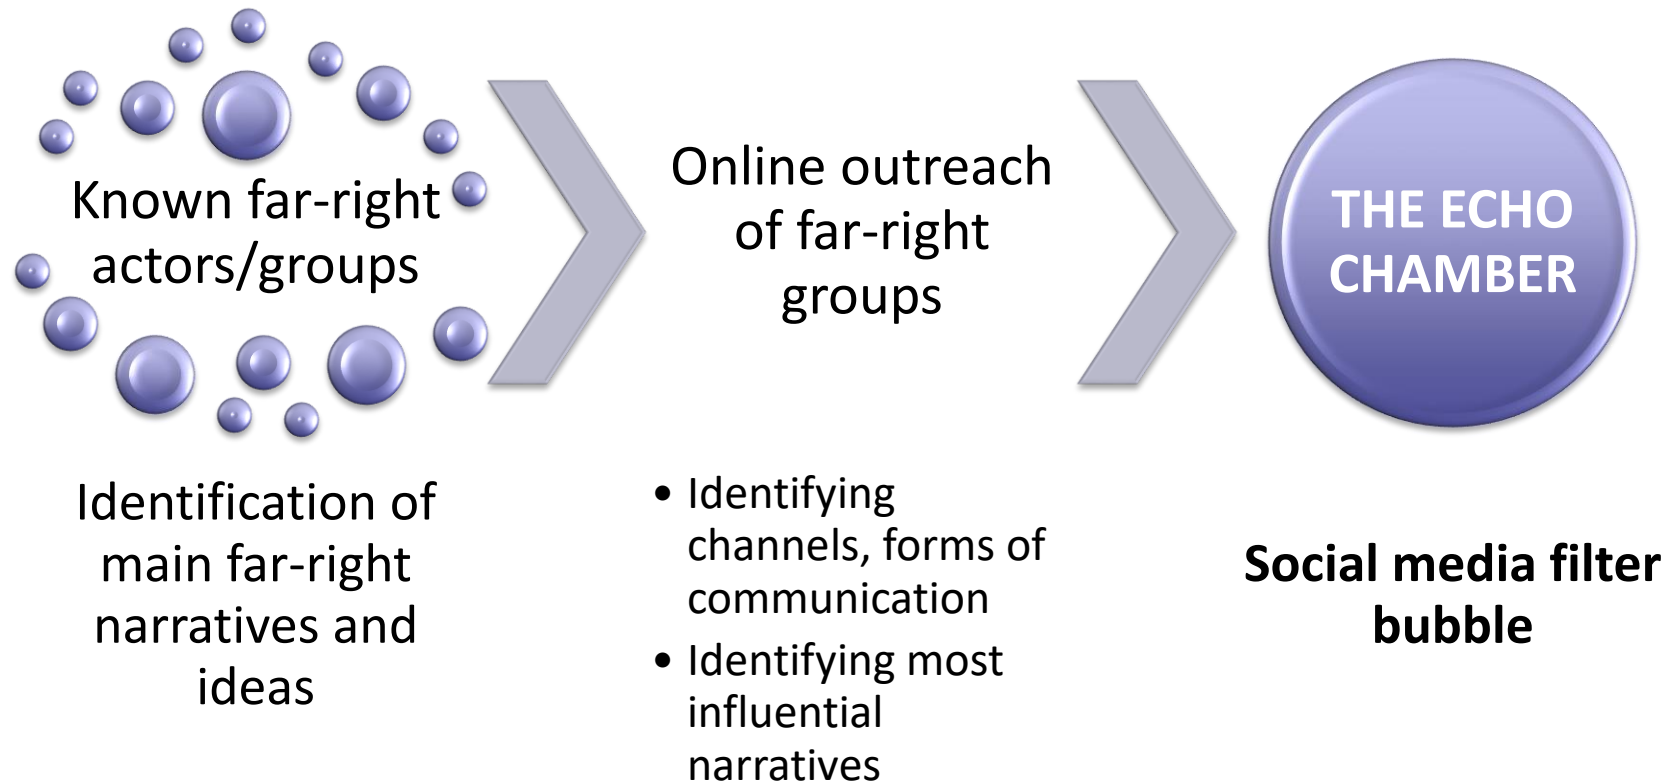 Known far-right
actors/groups
Identification of
main far-right
narratives and
ideas
Online outreach
of far-right
groups
• Identifying
channels, forms of
communication
• Identifying most
influential
narratives
THE ECHO
CHAMBER
Social media filter
bubble